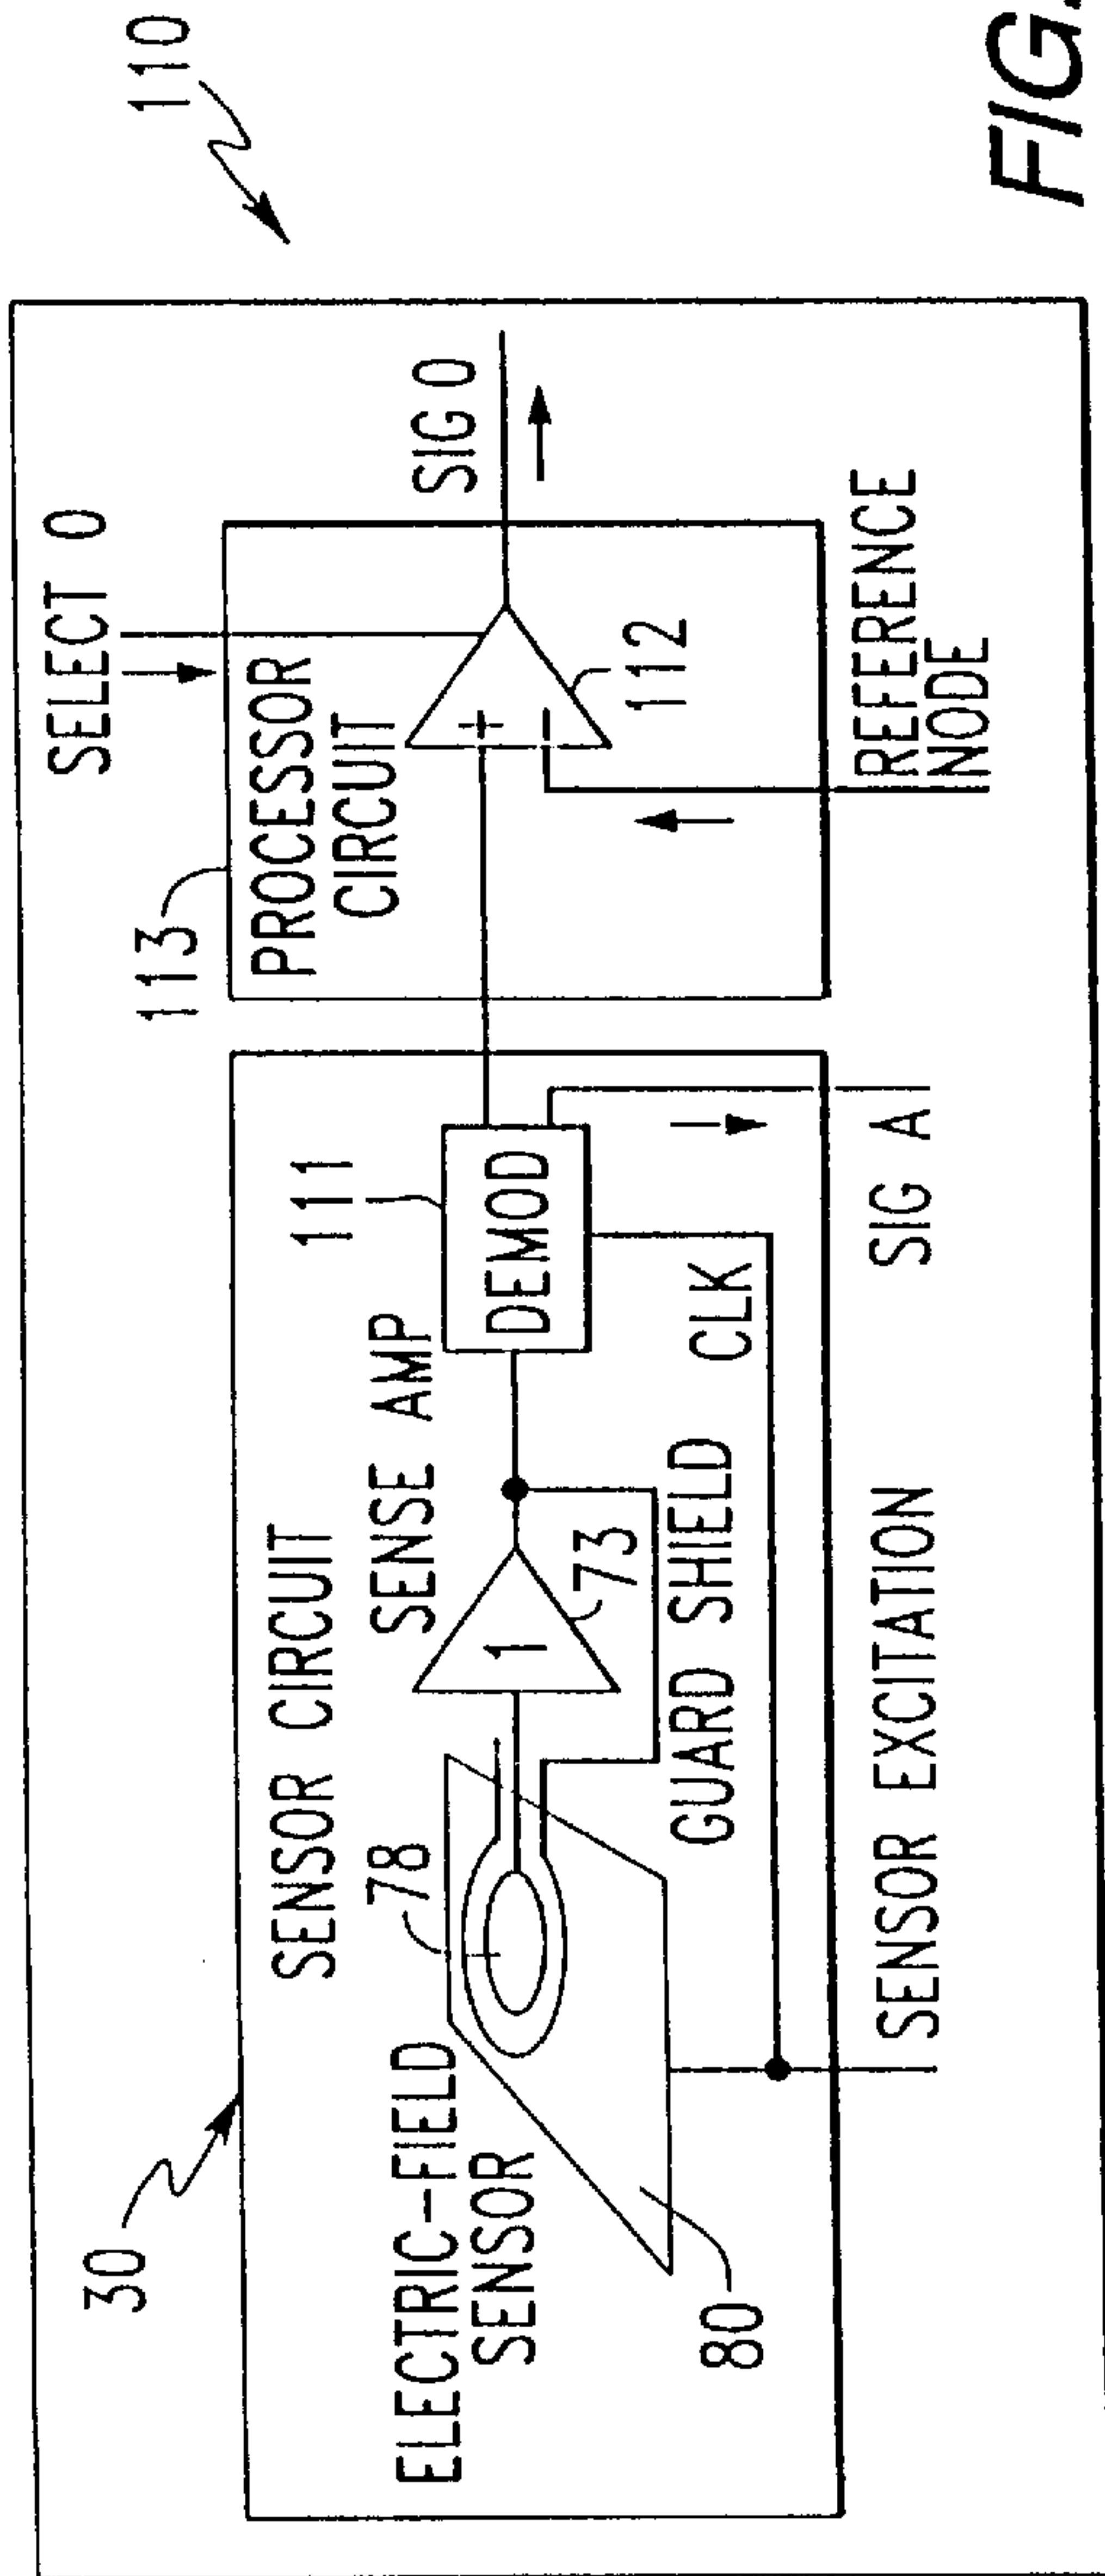 110
FIG.
30
SENSOR CIRCUIT
ELECTRIC-FIELD
SENSOR
78
80
SENSE AMP
1
73
GUARD SHIELD
111
DEMOD
CLK
SENSOR EXCITATION
SIG A
113
PROCESSOR
CIRCUIT
SELECT 0
+
−
112
SIG 0
REFERENCE
NODE